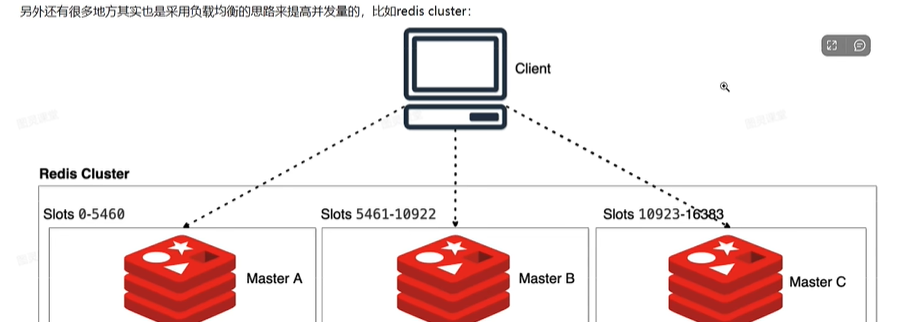 另外还有很多地方其实也是采用负载均衡的思路来提高并发量的，比如redis cluster：
Client
Redis Cluster
Slots 0-5460
Slots 5461-10922
Slots 10923-16383
Master A
Master B
Master C